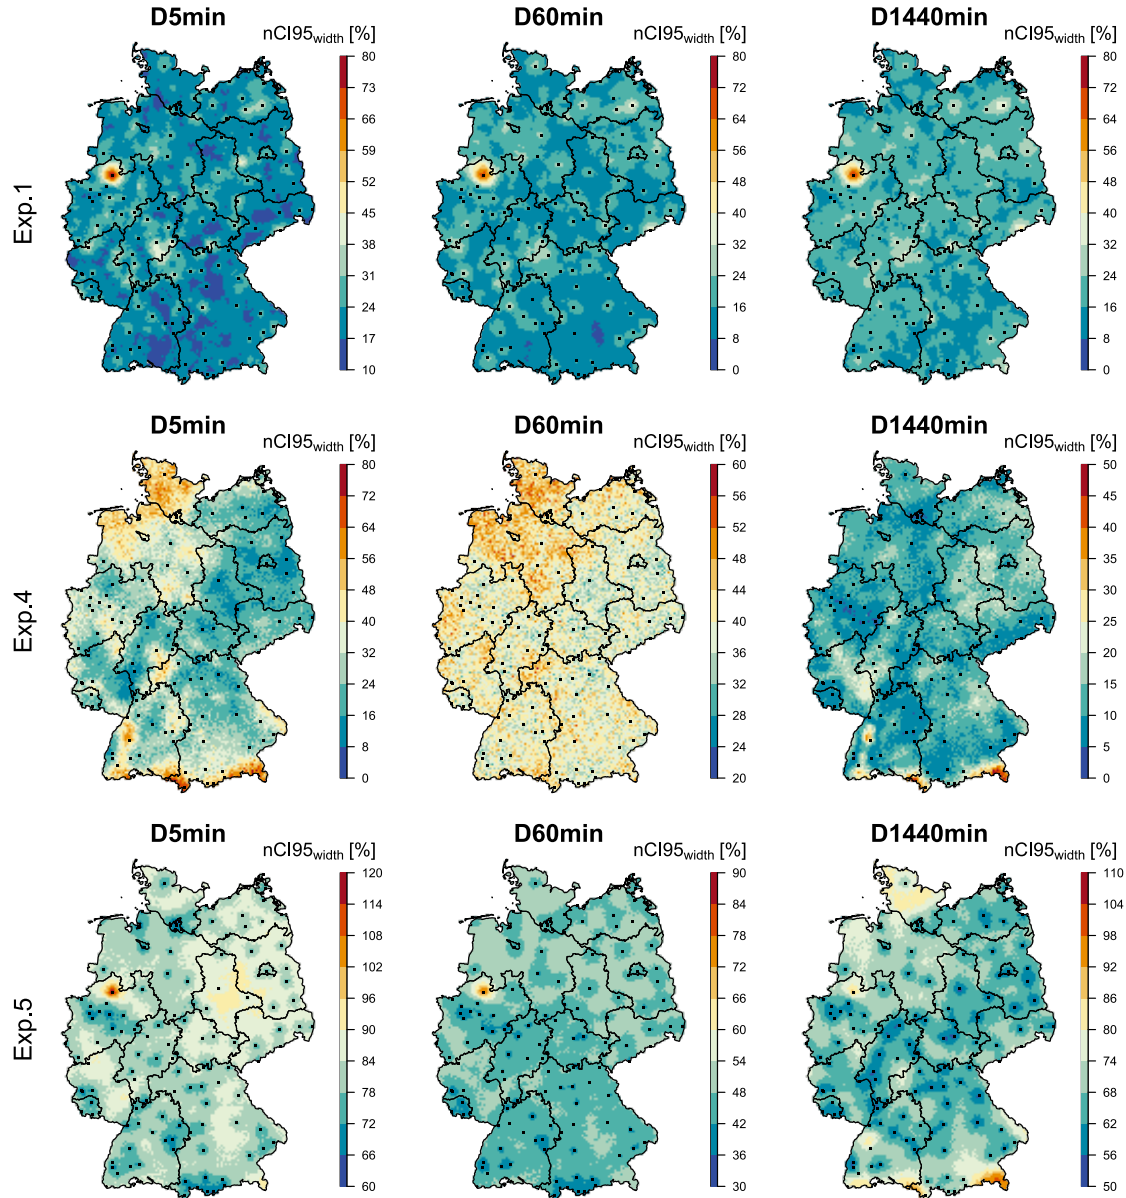 D5min D60min D1440min
nCI95width [%] nCI95width [%] nCI95width [%]
80 80 80
73 72 72
66 64 64
59 56 56
52 48 48
45 40 40
38 32 32
31 24 24
24 16 16
17 8 8
10 0 0
Exp.1
D5min D60min D1440min
nCI95width [%] nCI95width [%] nCI95width [%]
80 60 50
72 56 45
64 52 40
56 48 35
48 44 30
40 40 25
32 36 20
24 32 15
16 28 10
8 24 5
0 20 0
Exp.4
D5min D60min D1440min
nCI95width [%] nCI95width [%] nCI95width [%]
120 90 110
114 84 104
108 78 98
102 72 92
96 66 86
90 60 80
84 54 74
78 48 68
72 42 62
66 36 56
60 30 50
Exp.5